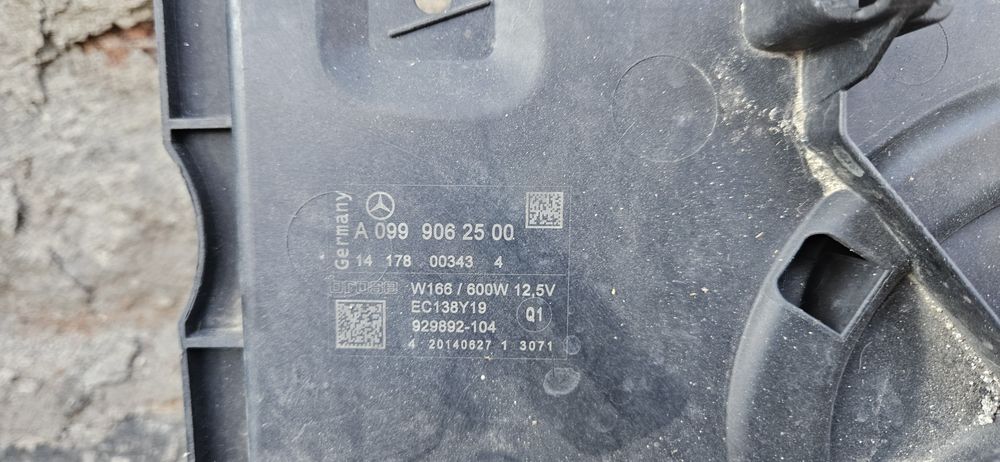 Germany
A 099 906 25 00
14 178 00343 4
brose W166 / 600W 12,5V
EC138Y19
Q1
929892-104
4 20140627 1 3071